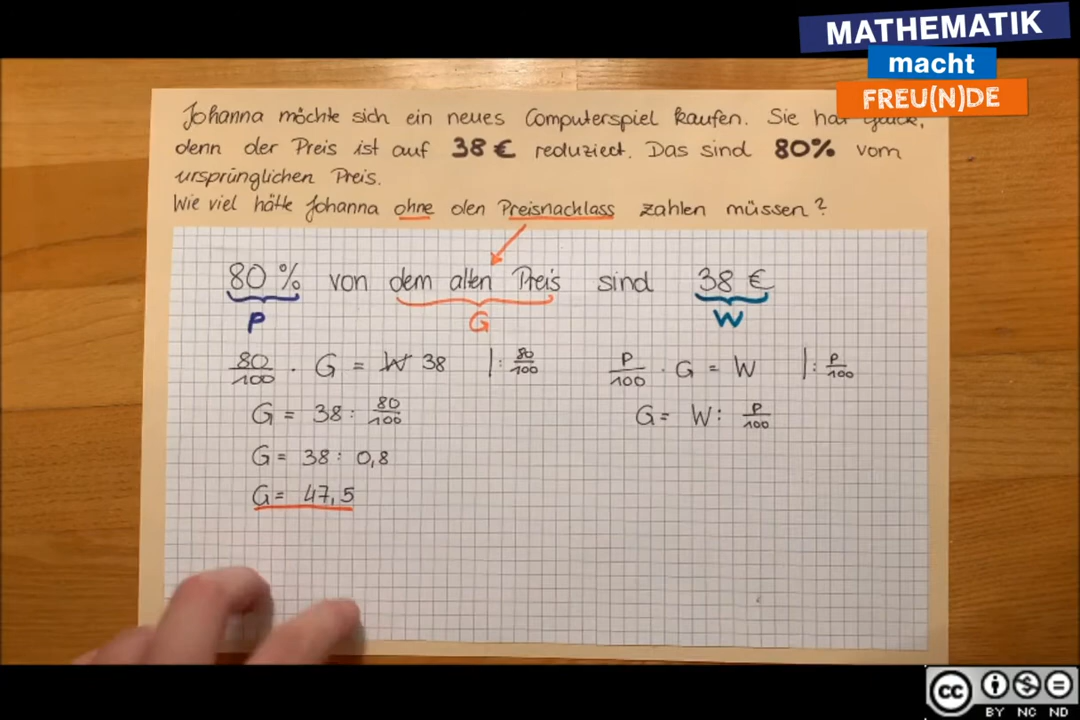 MATHEMATIK
macht
FREU(N)DE
Johanna möchte sich ein neues Computerspiel kaufen. Sie hat
denn der Preis ist auf 38 € reduziert. Das sind 80% vom
ursprünglichen Preis.
Wie viel hätte Johanna ohne den Preisnachlass zahlen müssen?
80 % von dem alten Preis sind 38 €
P G W
80/100 · G = W 38 |: 80/100
G = 38 : 80/100
G = 38 : 0,8
G = 47,5
P/100 · G = W |: P/100
G = W : P/100
cc
BY NC ND